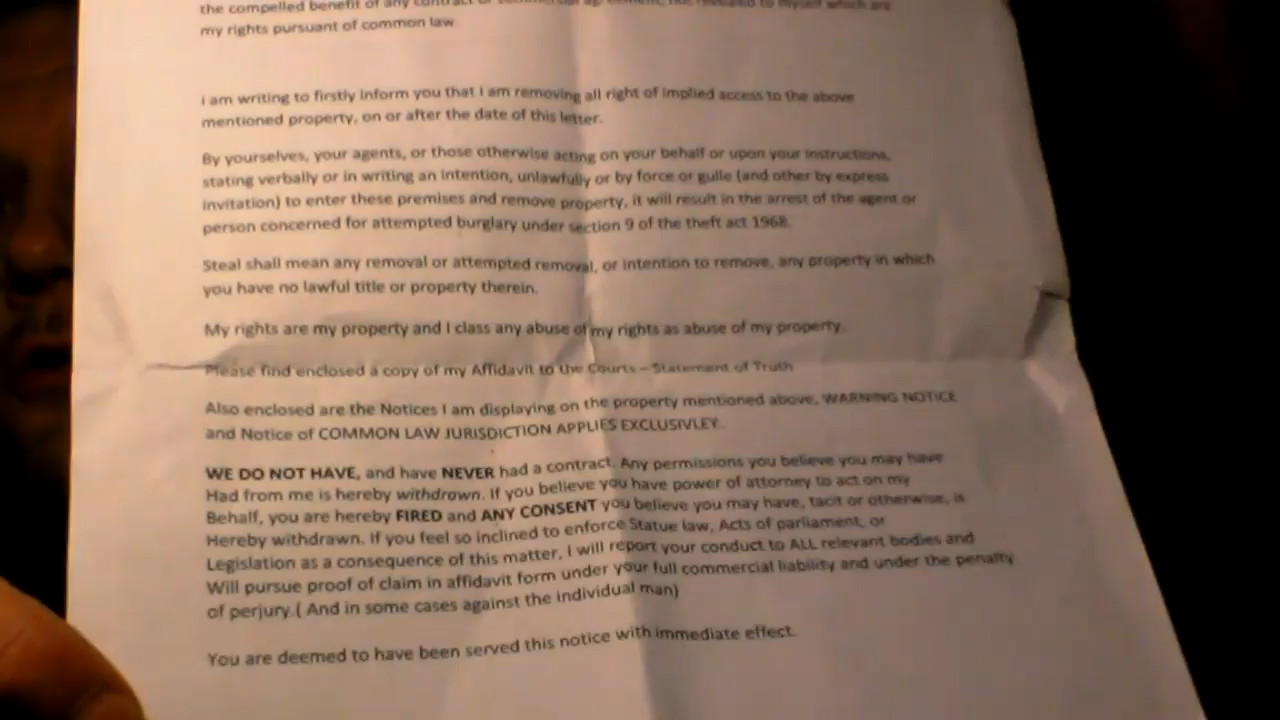 the compelled benefit of any contract or commercial agreement, not revealed to myself which are
my rights pursuant of common law
I am writing to firstly inform you that I am removing all right of implied access to the above
mentioned property, on or after the date of this letter.
By yourselves, your agents, or those otherwise acting on your behalf or upon your instructions,
stating verbally or in writing an intention, unlawfully or by force or guile (and other by express
invitation) to enter these premises and remove property, it will result in the arrest of the agent or
person concerned for attempted burglary under section 9 of the theft act 1968.
Steal shall mean any removal or attempted removal, or intention to remove, any property in which
you have no lawful title or property therein.
My rights are my property and I class any abuse of my rights as abuse of my property.
Please find enclosed a copy of my Affidavit to the Courts – Statement of Truth
Also enclosed are the Notices I am displaying on the property mentioned above, WARNING NOTICE
and Notice of COMMON LAW JURISDICTION APPLIES EXCLUSIVLEY.
WE DO NOT HAVE, and have NEVER had a contract. Any permissions you believe you may have
Had from me is hereby withdrawn. If you believe you have power of attorney to act on my
Behalf, you are hereby FIRED and ANY CONSENT you believe you may have, tacit or otherwise, is
Hereby withdrawn. If you feel so inclined to enforce Statue law, Acts of parliament, or
Legislation as a consequence of this matter, I will report your conduct to ALL relevant bodies and
Will pursue proof of claim in affidavit form under your full commercial liability and under the penalty
of perjury.( And in some cases against the individual man)
You are deemed to have been served this notice with immediate effect.